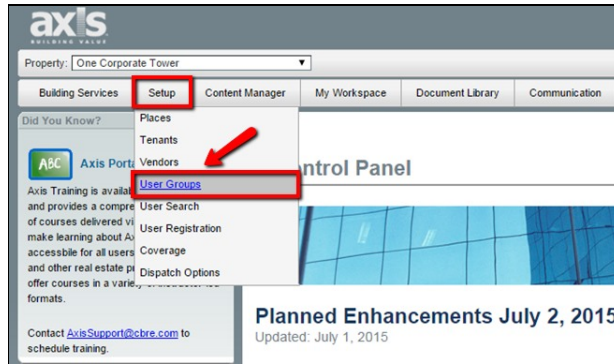 axis
BUILDING VALUE
Property: One Corporate Tower
Building Services Setup Content Manager My Workspace Document Library Communication
Did You Know?
Places
Tenants
Vendors
User Groups
User Search
User Registration
Coverage
Dispatch Options
ABC Axis Porta
Axis Training is availab
and provides a compre
of courses delivered vi
make learning about Ax
accessbile for all users
and other real estate pr
offer courses in a variety
formats.
Contact AxisSupport@cbre.com to
schedule training.
ntrol Panel
Planned Enhancements July 2, 2015
Updated: July 1, 2015